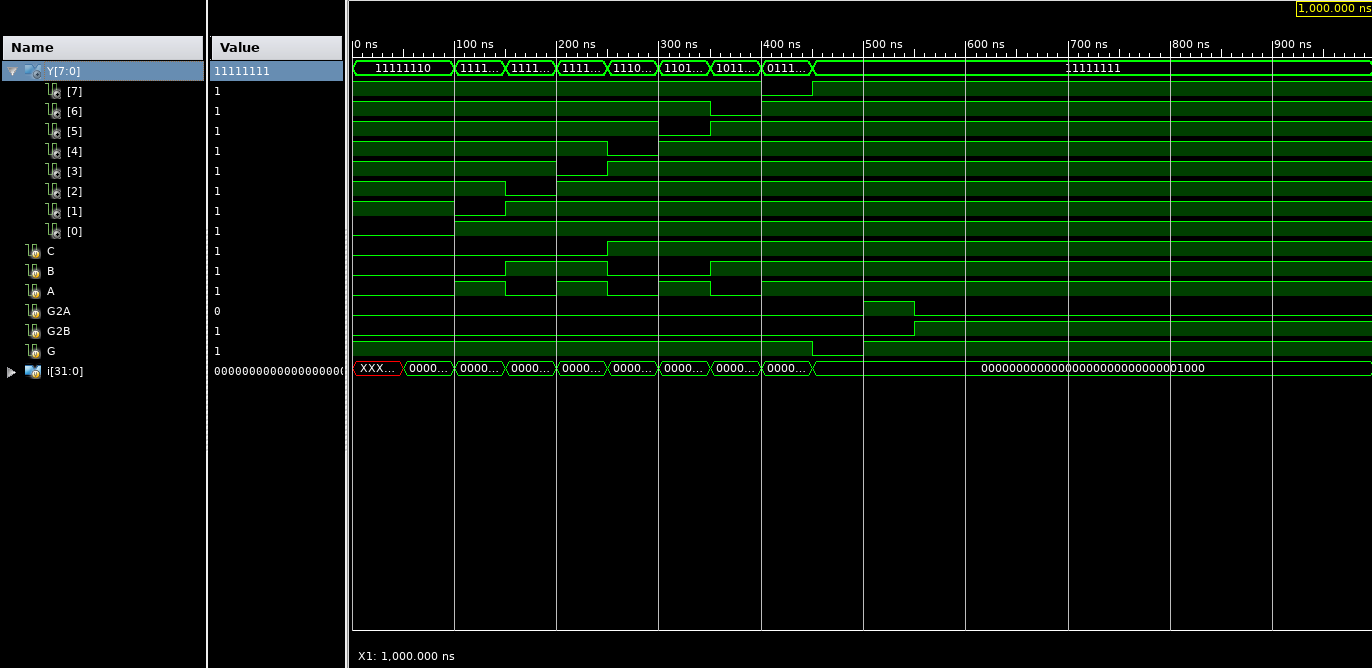 1,000.000 ns
Name Value 0 ns 100 ns 200 ns 300 ns 400 ns 500 ns 600 ns 700 ns 800 ns 900 ns
Y[7:0] 11111111 11111110 1111... 1111... 1111... 1110... 1101... 1011... 0111... 11111111
[7] 1
[6] 1
[5] 1
[4] 1
[3] 1
[2] 1
[1] 1
[0] 1
C 1
B 1
A 1
G2A 0
G2B 1
G 1
i[31:0] XXX... 0000... 0000... 0000... 0000... 0000... 0000... 0000... 0000... 00000000000000000000000000001000
X1: 1,000.000 ns